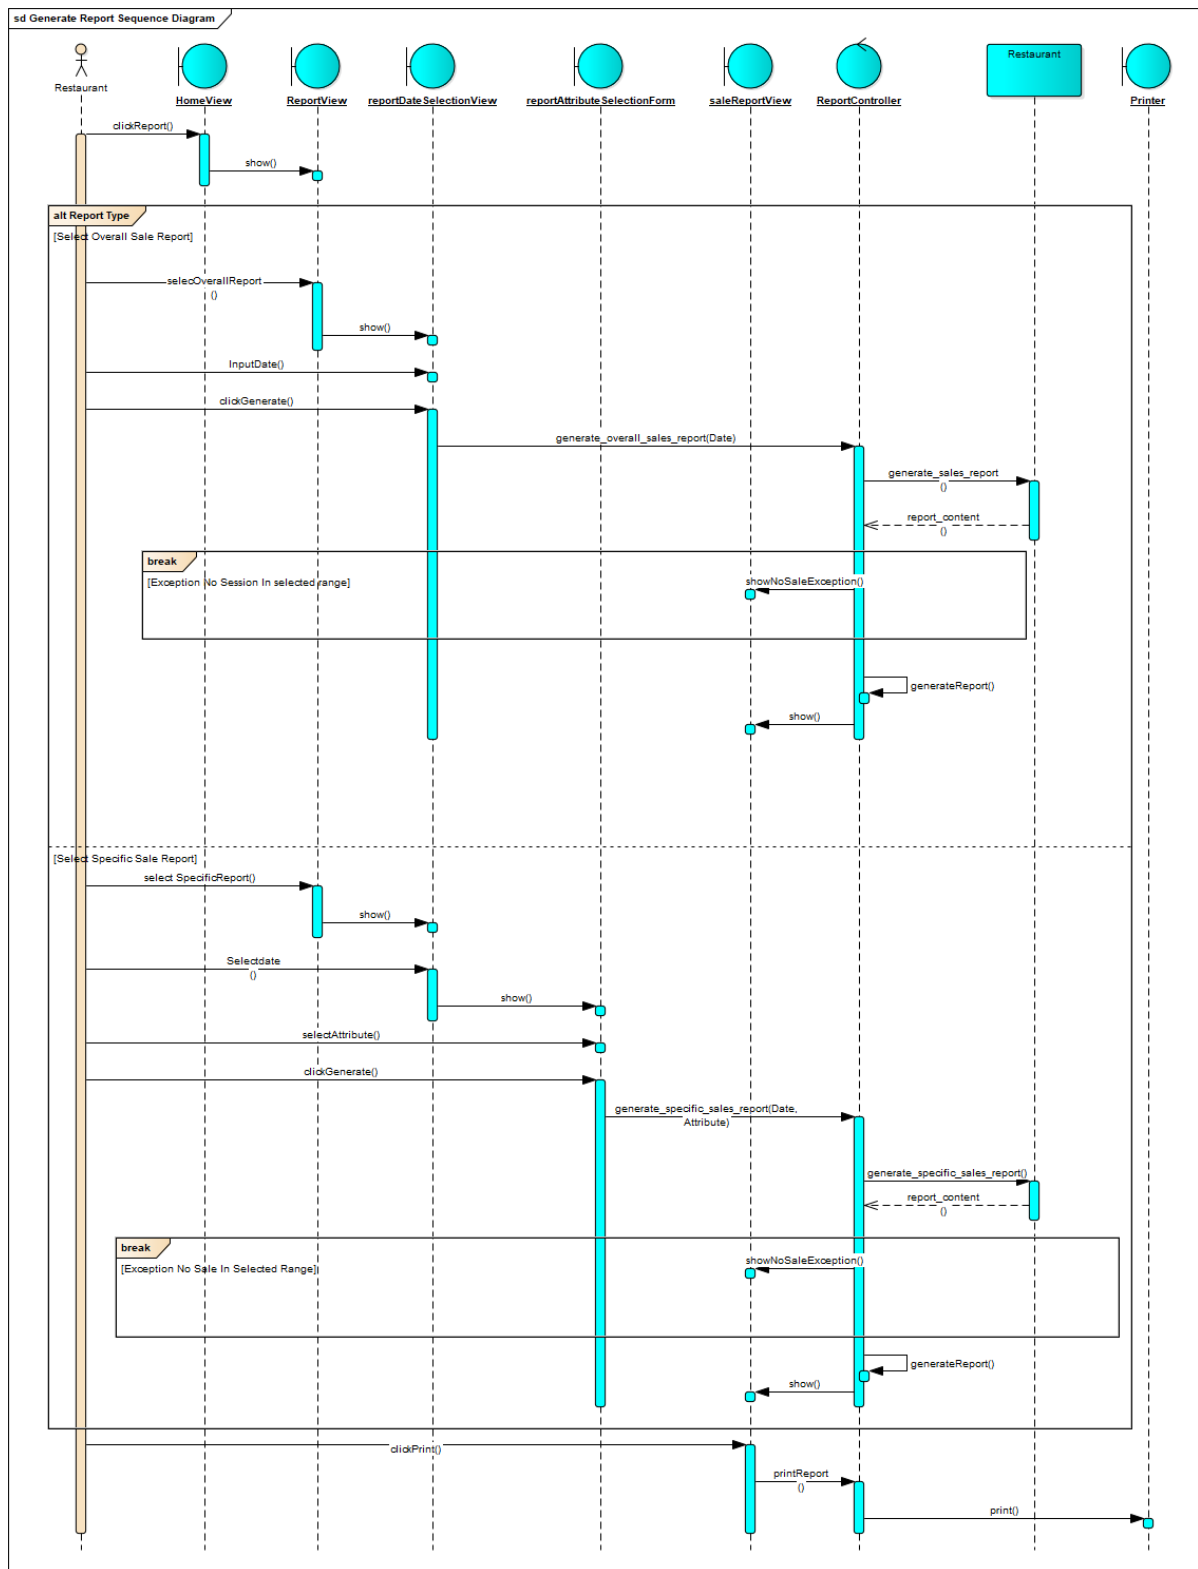 sd Generate Report Sequence Diagram
Restaurant
HomeView
ReportView
reportDateSelectionView
reportAttributeSelectionForm
saleReportView
ReportController
Restaurant
Printer
clickReport()
show()
alt Report Type
[Select Overall Sale Report]
selecOverallReport
()
show()
InputDate()
clickGenerate()
generate_overall_sales_report(Date)
generate_sales_report
()
report_content
()
break
[Exception No Session In selected range]
showNoSaleException()
generateReport()
show()
[Select Specific Sale Report]
select SpecificReport()
show()
Selectdate
()
show()
selectAttribute()
clickGenerate()
generate_specific_sales_report(Date,
Attribute)
generate_specific_sales_report()
report_content
()
break
[Exception No Sale In Selected Range]
showNoSaleException()
generateReport()
show()
clickPrint()
printReport
()
print()